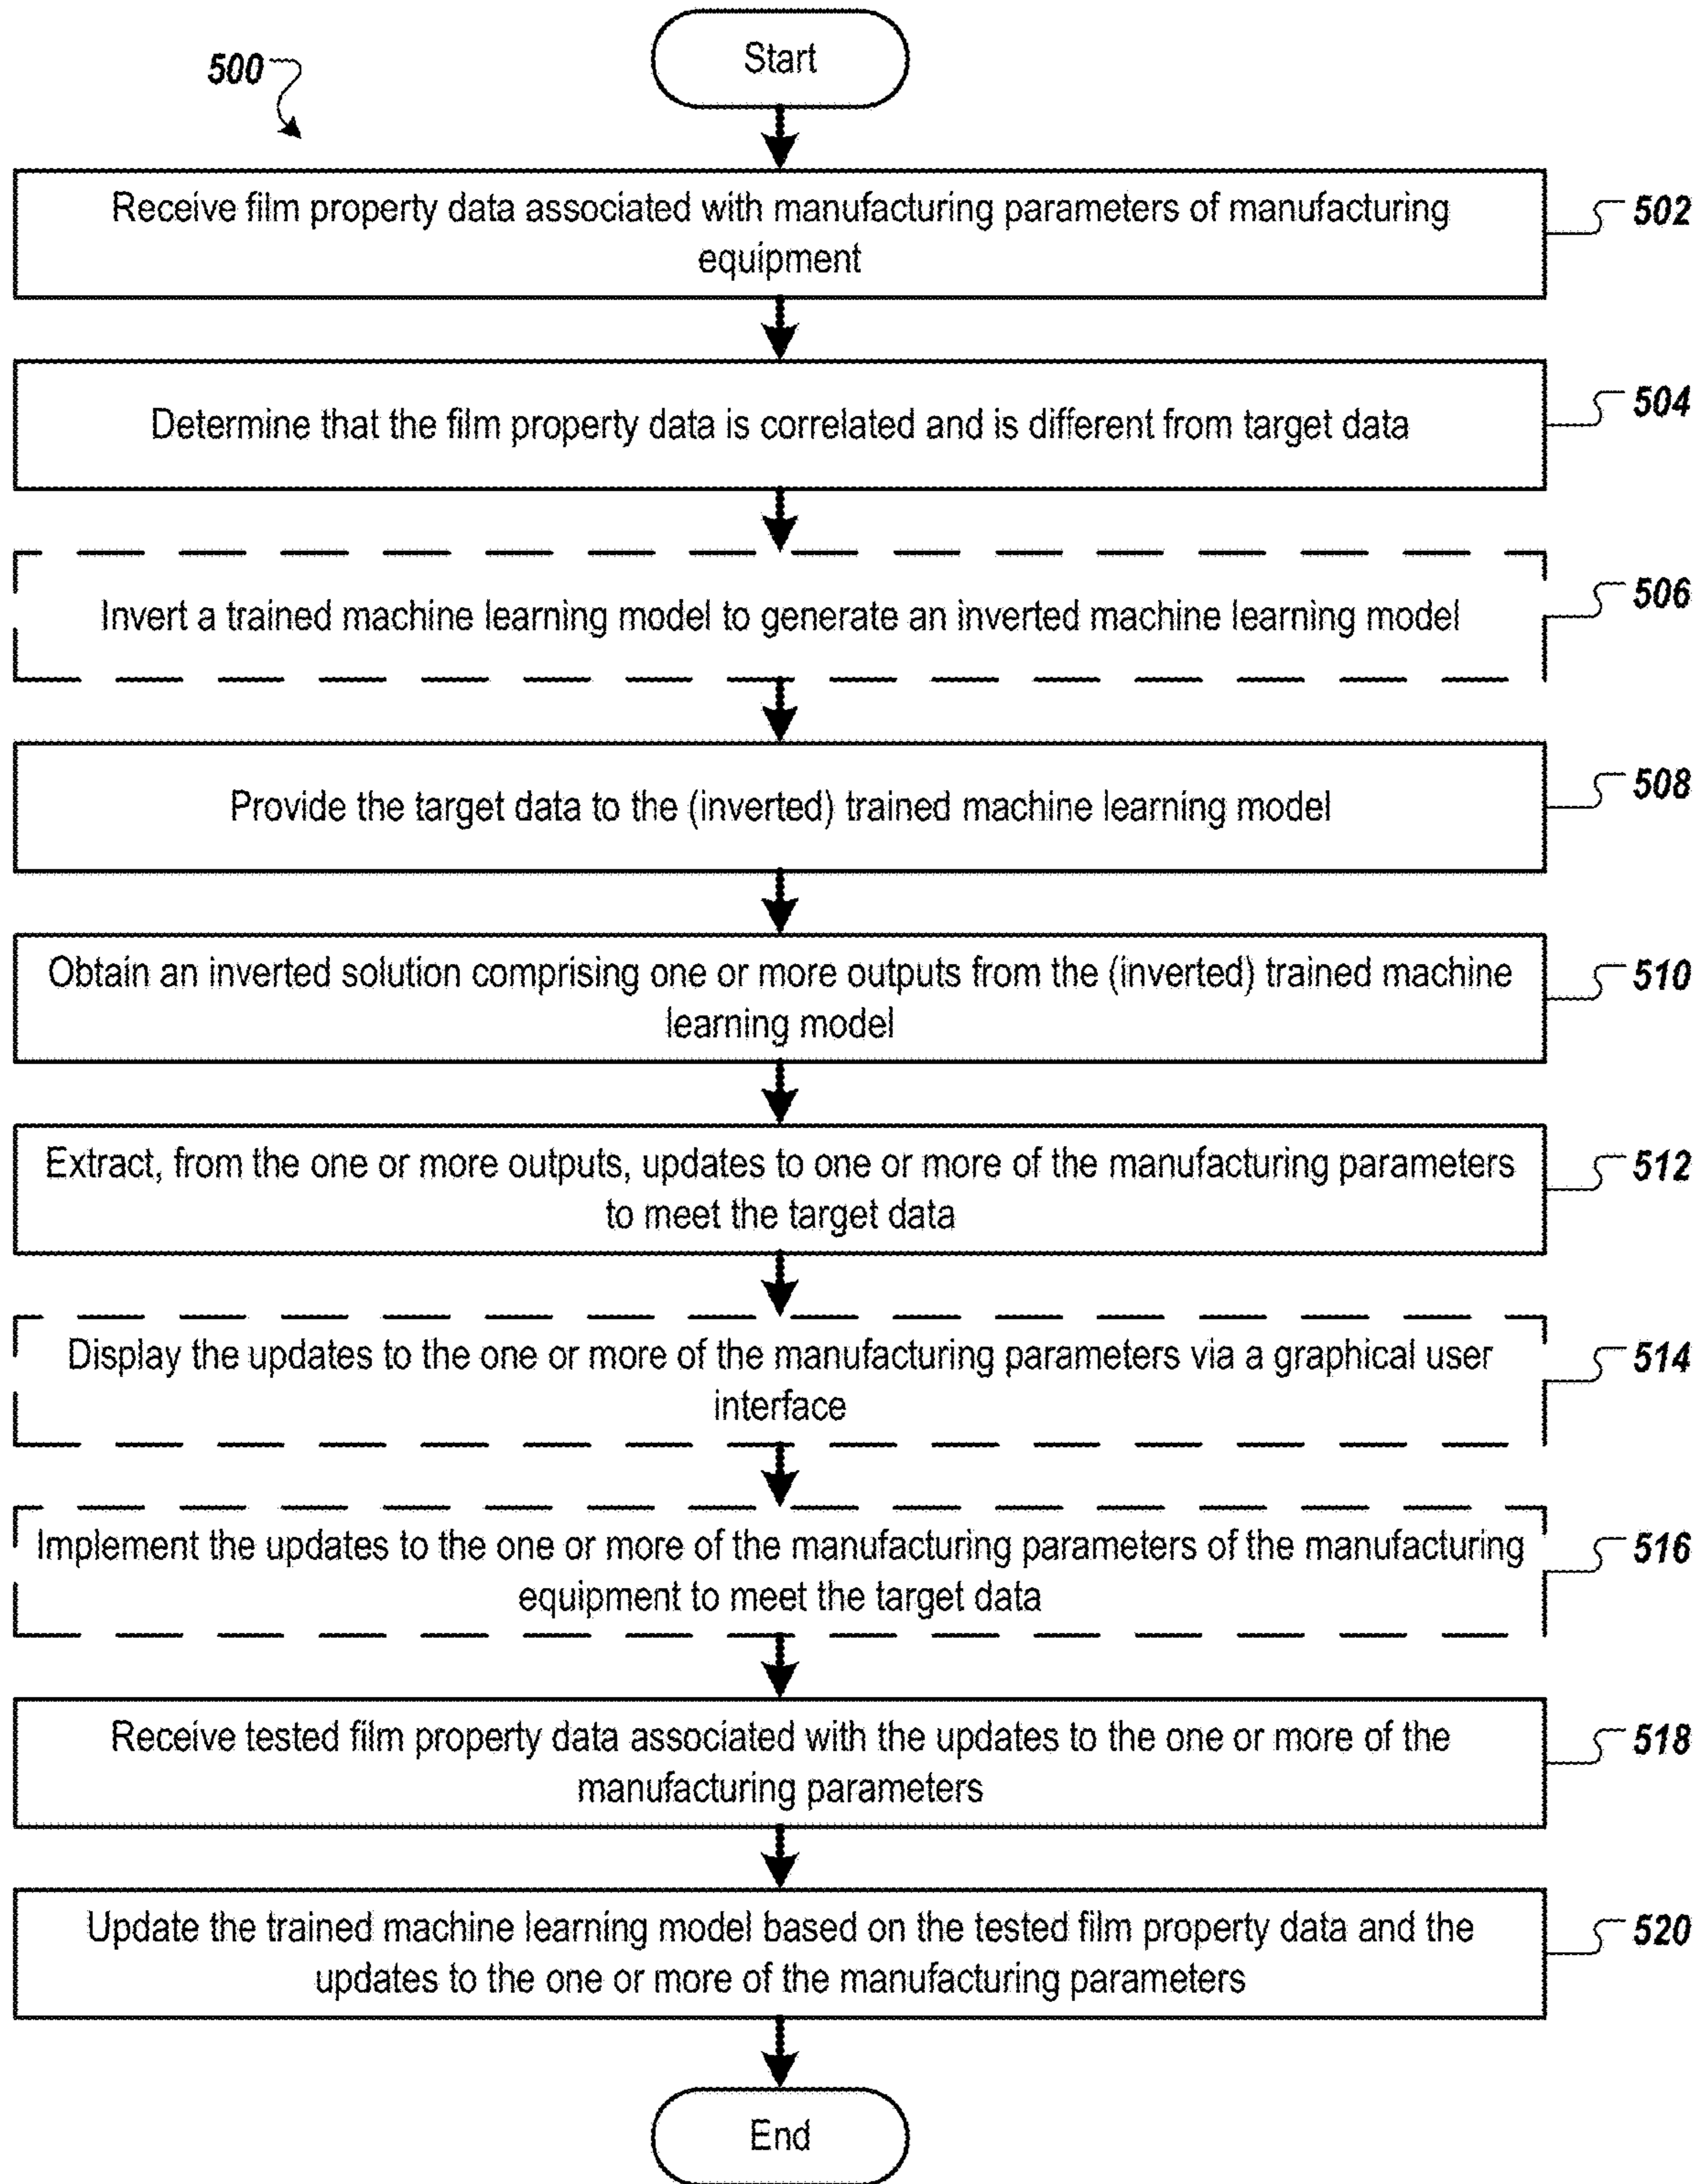 Start
500
Receive film property data associated with manufacturing parameters of manufacturing
equipment
502
Determine that the film property data is correlated and is different from target data
504
Invert a trained machine learning model to generate an inverted machine learning model
506
Provide the target data to the (inverted) trained machine learning model
508
Obtain an inverted solution comprising one or more outputs from the (inverted) trained machine
learning model
510
Extract, from the one or more outputs, updates to one or more of the manufacturing parameters
to meet the target data
512
Display the updates to the one or more of the manufacturing parameters via a graphical user
interface
514
Implement the updates to the one or more of the manufacturing parameters of the manufacturing
equipment to meet the target data
516
Receive tested film property data associated with the updates to the one or more of the
manufacturing parameters
518
Update the trained machine learning model based on the tested film property data and the
updates to the one or more of the manufacturing parameters
520
End